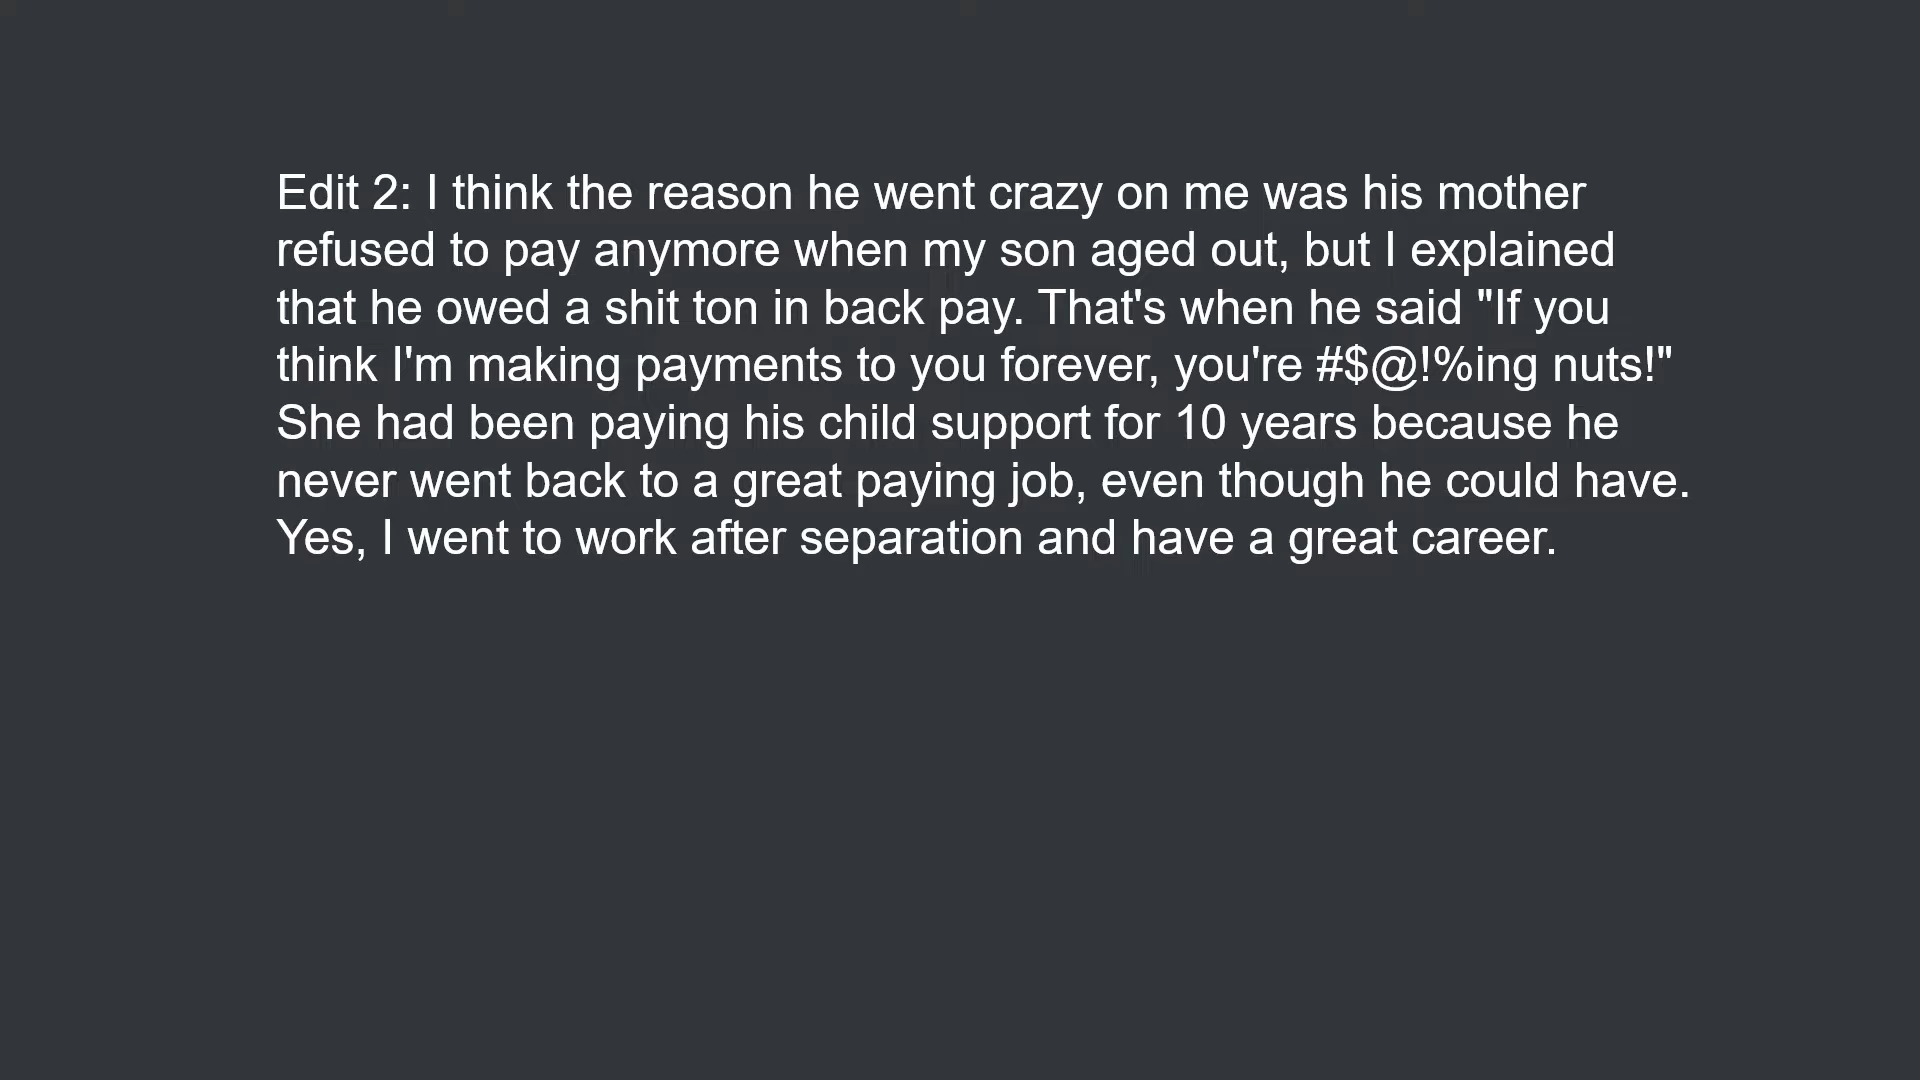 Edit 2: I think the reason he went crazy on me was his mother
refused to pay anymore when my son aged out, but I explained
that he owed a shit ton in back pay. That's when he said "If you
think I'm making payments to you forever, you're #$@!%ing nuts!"
She had been paying his child support for 10 years because he
never went back to a great paying job, even though he could have.
Yes, I went to work after separation and have a great career.